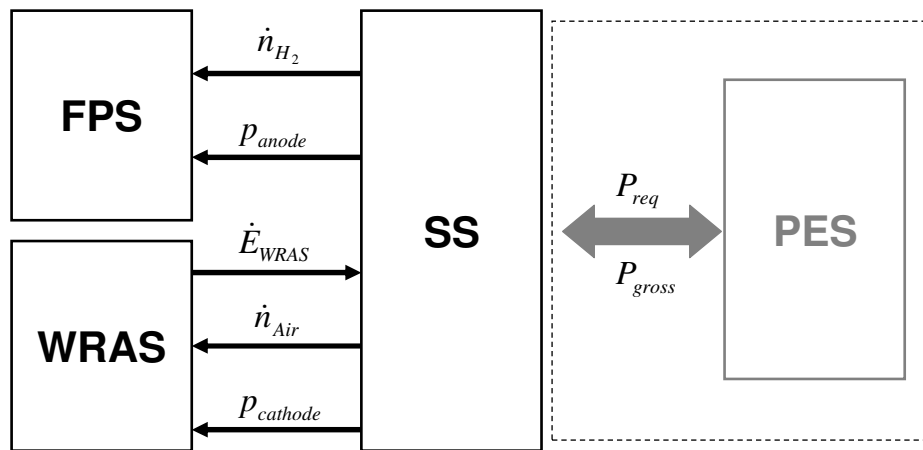 FPS
ṅ_{H_2}
p_{anode}
WRAS
Ė_{WRAS}
ṅ_{Air}
p_{cathode}
SS
P_{req}
P_{gross}
PES